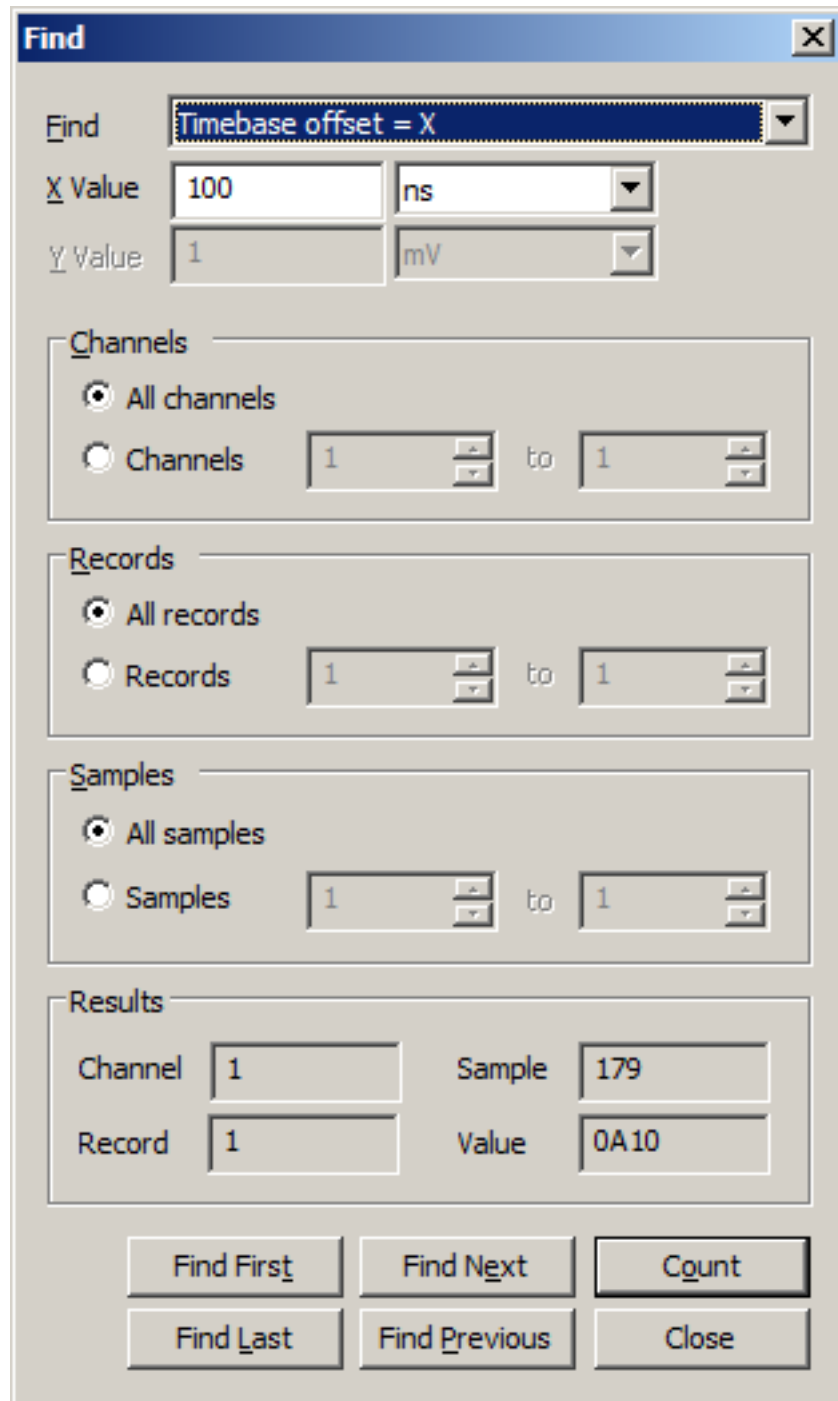 Find
Find Timebase offset = X
X Value 100 ns
Y Value 1 mV
Channels
All channels
Channels 1 to 1
Records
All records
Records 1 to 1
Samples
All samples
Samples 1 to 1
Results
Channel 1 Sample 179
Record 1 Value 0A10
Find First Find Next Count
Find Last Find Previous Close